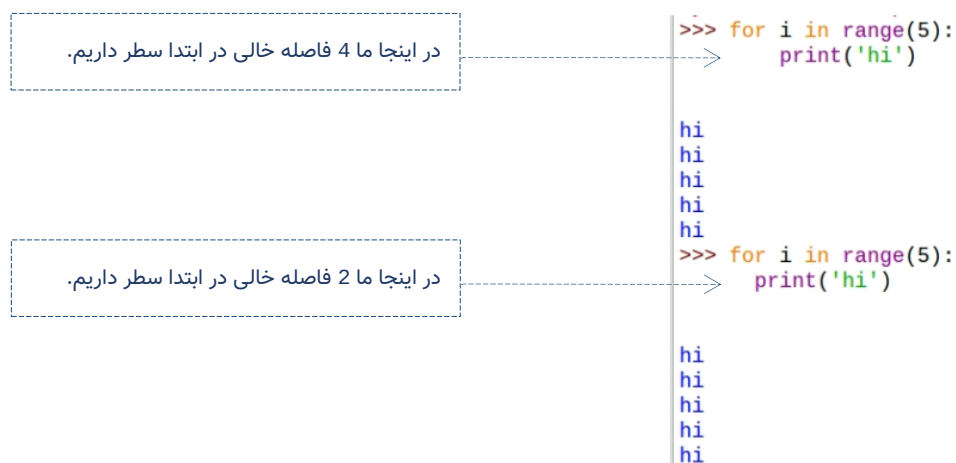 در اینجا ما 4 فاصله خالی در ابتدا سطر داریم.
>>> for i in range(5):
print('hi')
hi
hi
hi
hi
hi
در اینجا ما 2 فاصله خالی در ابتدا سطر داریم.
>>> for i in range(5):
print('hi')
hi
hi
hi
hi
hi